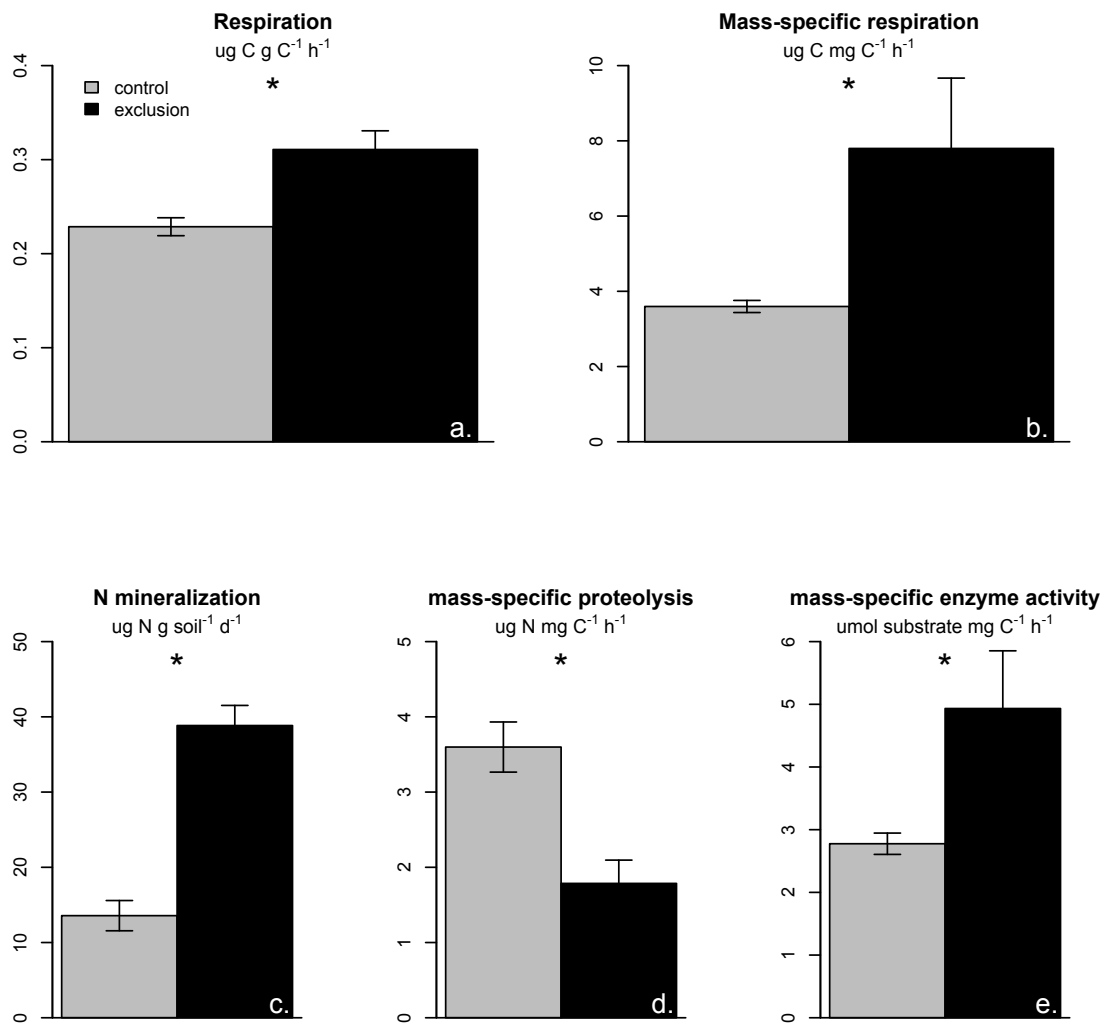 Respiration
ug C g C⁻¹ h⁻¹
*
control
exclusion
0.4
0.3
0.2
0.1
0.0
a.
Mass-specific respiration
ug C mg C⁻¹ h⁻¹
*
10
8
6
4
2
0
b.
N mineralization
ug N g soil⁻¹ d⁻¹
*
50
40
30
20
10
0
c.
mass-specific proteolysis
ug N mg C⁻¹ h⁻¹
*
5
4
3
2
1
0
d.
mass-specific enzyme activity
umol substrate mg C⁻¹ h⁻¹
*
6
5
4
3
2
1
0
e.